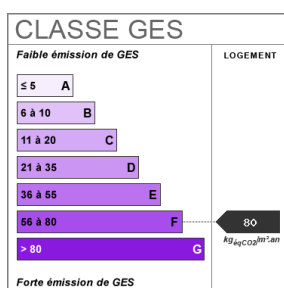 CLASSE GES
Faible émission de GES
LOGEMENT
≤ 5 A
6 à 10 B
11 à 20 C
21 à 35 D
36 à 55 E
56 à 80 F
80
kgéqCO2/m².an
> 80 G
Forte émission de GES